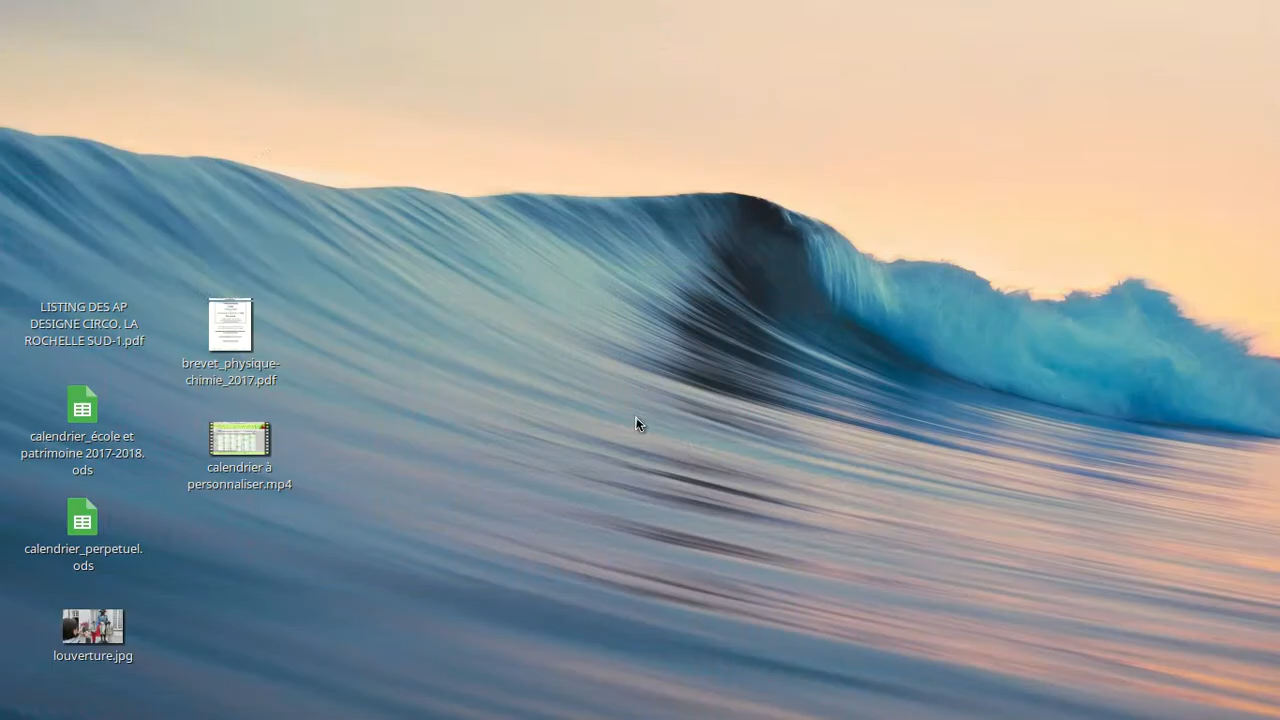 LISTING DES AP
DESIGNE CIRCO. LA
ROCHELLE SUD-1.pdf
calendrier_école et
patrimoine 2017-2018.
ods
calendrier_perpetuel.
ods
louverture.jpg
brevet_physique-
chimie_2017.pdf
calendrier à
personnaliser.mp4